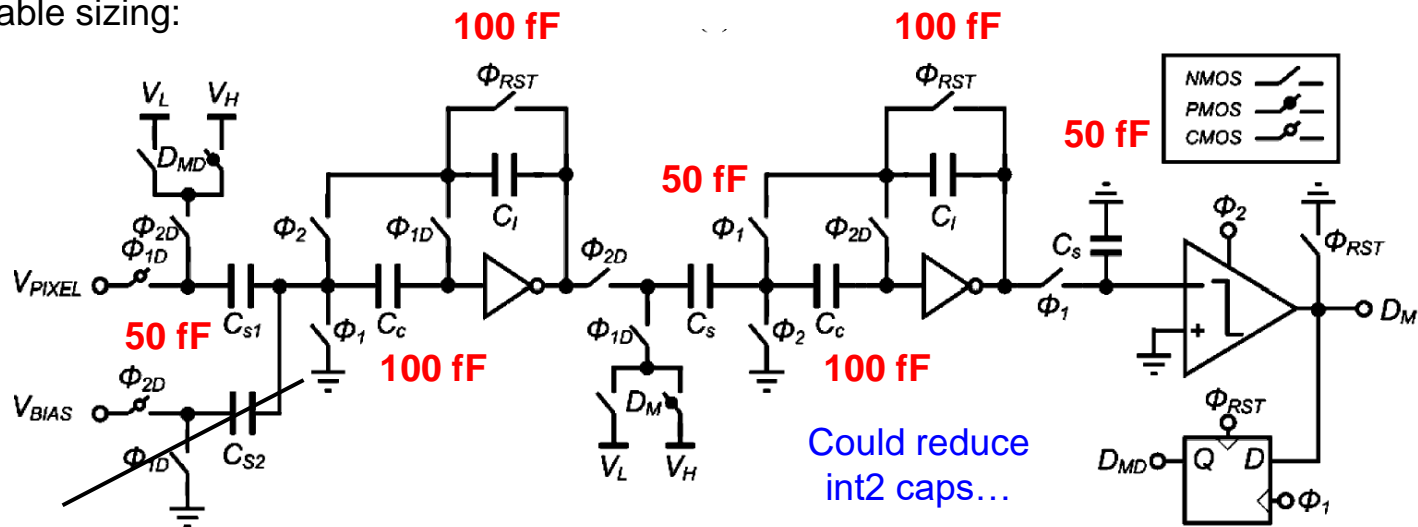 able sizing:
100 fF
100 fF
Φ_RST
Φ_RST
V_L V_H
NMOS
PMOS
CMOS
50 fF
D_MD
50 fF
C_I
C_I
Φ_2
Φ_2D
Φ_2
Φ_1D
Φ_1
Φ_2D
C_s
Φ_RST
Φ_1D
Φ_2D
V_PIXEL
D_M
C_s1
C_c
C_s
C_c
Φ_1
Φ_1
Φ_1D
Φ_2
+
50 fF
100 fF
100 fF
Φ_2D
V_BIAS
D_M
Φ_RST
C_S2
Φ_1D
V_L V_H
Could reduce
int2 caps…
D_MD Q D
Φ_1